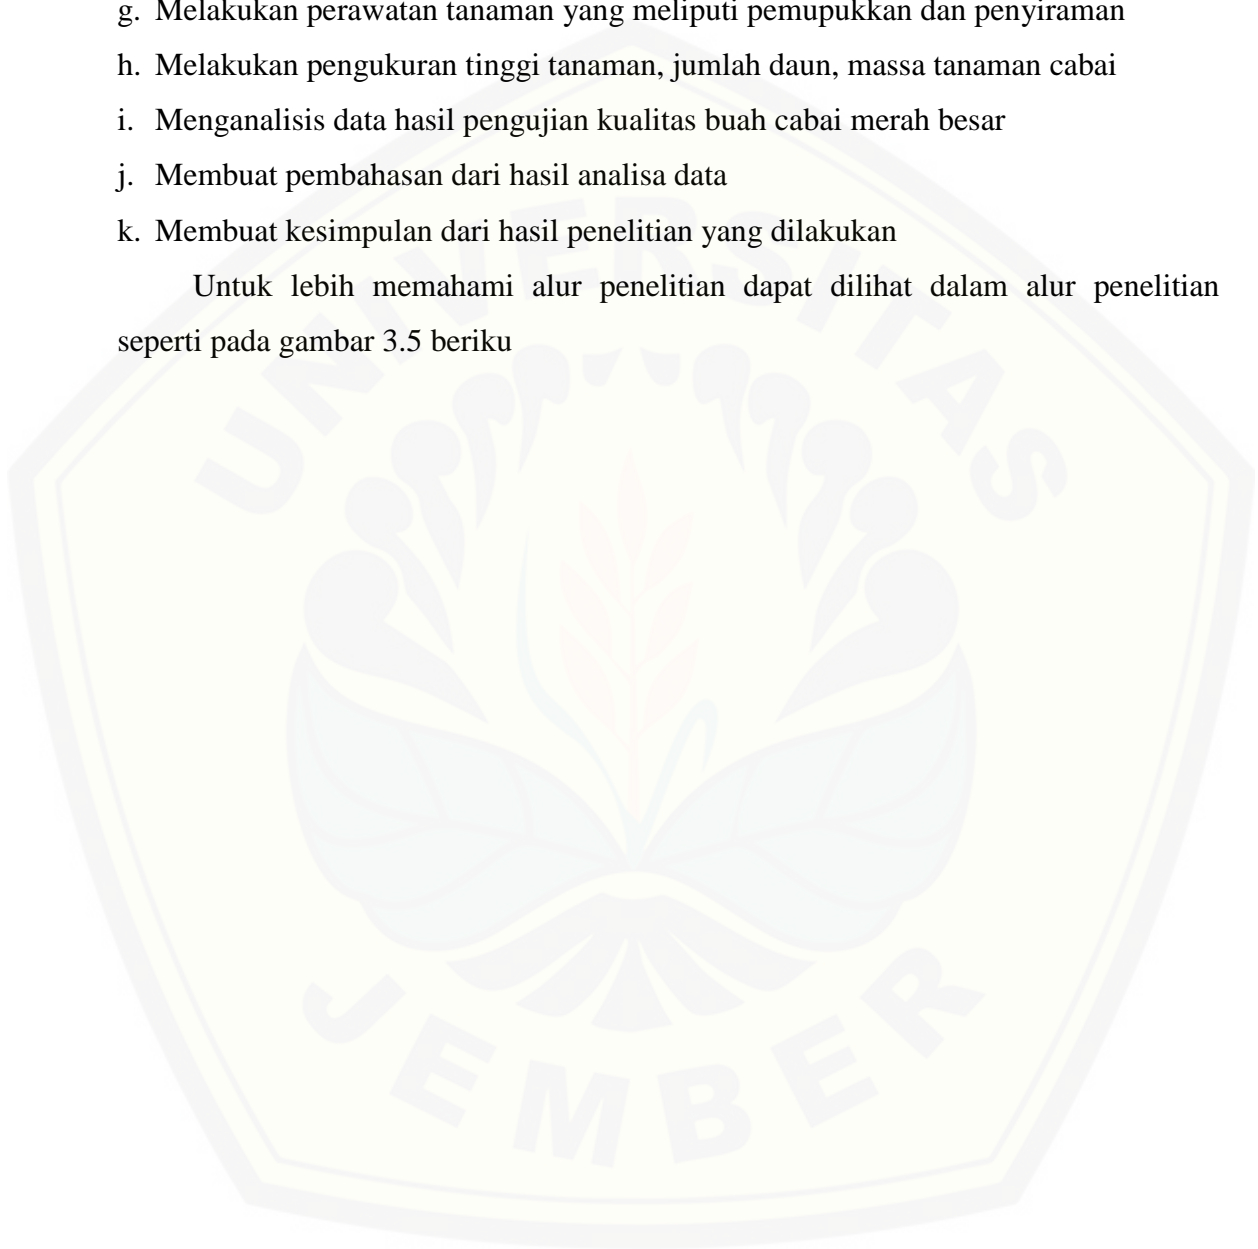 g. Melakukan perawatan tanaman yang meliputi pemupukkan dan penyiraman
h. Melakukan pengukuran tinggi tanaman, jumlah daun, massa tanaman cabai
i. Menganalisis data hasil pengujian kualitas buah cabai merah besar
j. Membuat pembahasan dari hasil analisa data
k. Membuat kesimpulan dari hasil penelitian yang dilakukan
Untuk lebih memahami alur penelitian dapat dilihat dalam alur penelitian
seperti pada gambar 3.5 beriku
UNIVERSITAS
JEMBER